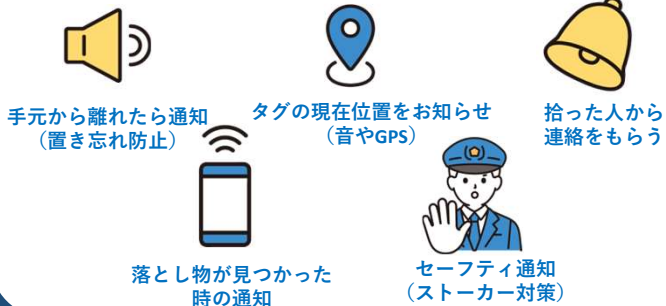 手元から離れたら通知
（置き忘れ防止）
タグの現在位置をお知らせ
（音やGPS）
拾った人から
連絡をもらう
落とし物が見つかった
時の通知
セーフティ通知
（ストーカー対策）